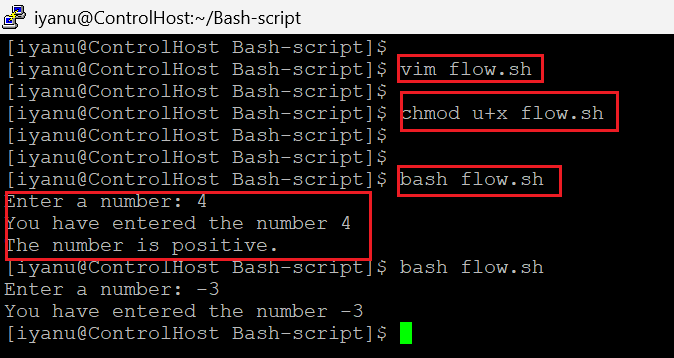 iyanu@ControlHost:~/Bash-script
[iyanu@ControlHost Bash-script]$
[iyanu@ControlHost Bash-script]$ vim flow.sh
[iyanu@ControlHost Bash-script]$
[iyanu@ControlHost Bash-script]$ chmod u+x flow.sh
[iyanu@ControlHost Bash-script]$
[iyanu@ControlHost Bash-script]$
[iyanu@ControlHost Bash-script]$ bash flow.sh
Enter a number: 4
You have entered the number 4
The number is positive.
[iyanu@ControlHost Bash-script]$ bash flow.sh
Enter a number: -3
You have entered the number -3
[iyanu@ControlHost Bash-script]$